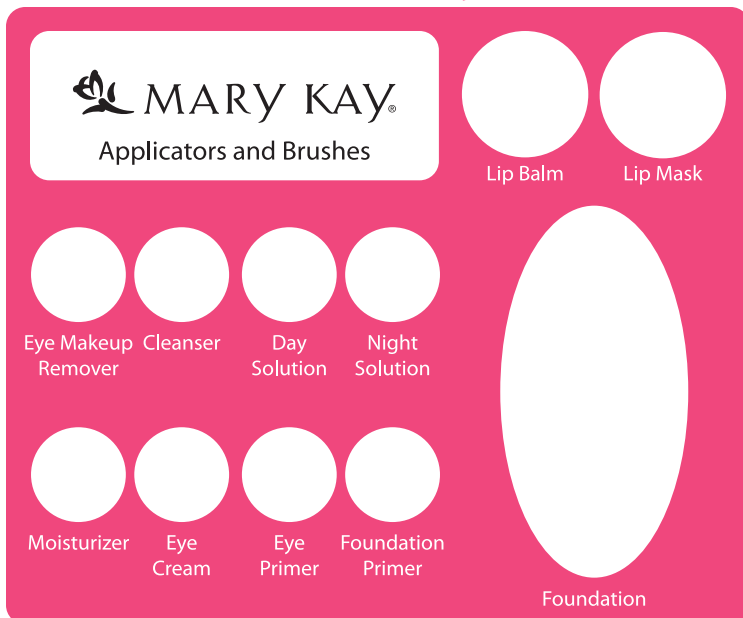 MARY KAY®
Applicators and Brushes
Lip Balm
Lip Mask
Eye Makeup
Remover
Cleanser
Day
Solution
Night
Solution
Moisturizer
Eye
Cream
Eye
Primer
Foundation
Primer
Foundation